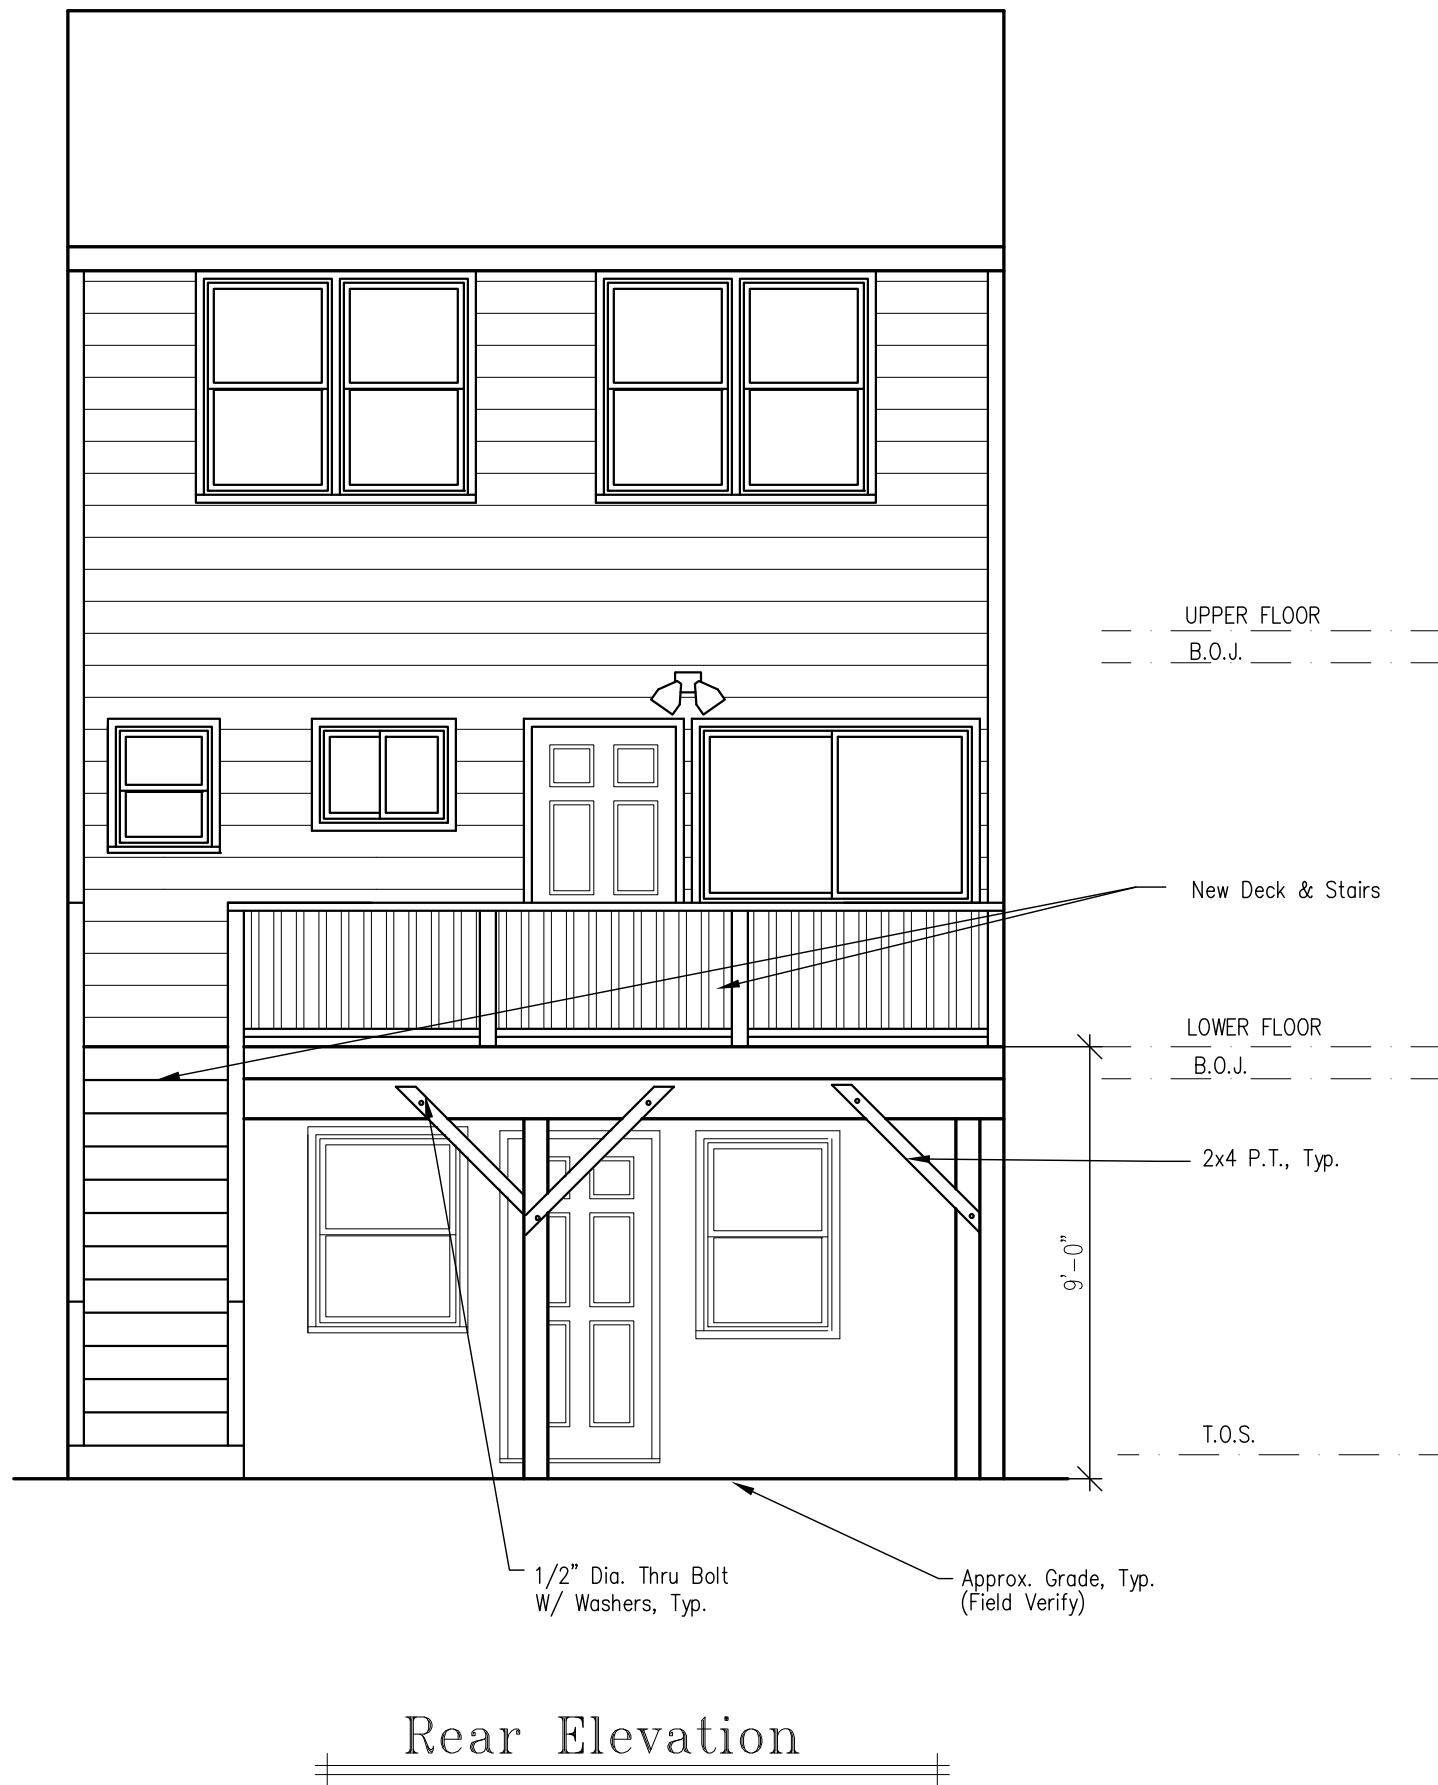 UPPER FLOOR
B.O.J.
New Deck & Stairs
LOWER FLOOR
B.O.J.
2x4 P.T., Typ.
9'-0"
T.O.S.
1/2" Dia. Thru Bolt
W/ Washers, Typ.
Approx. Grade, Typ.
(Field Verify)
Rear Elevation